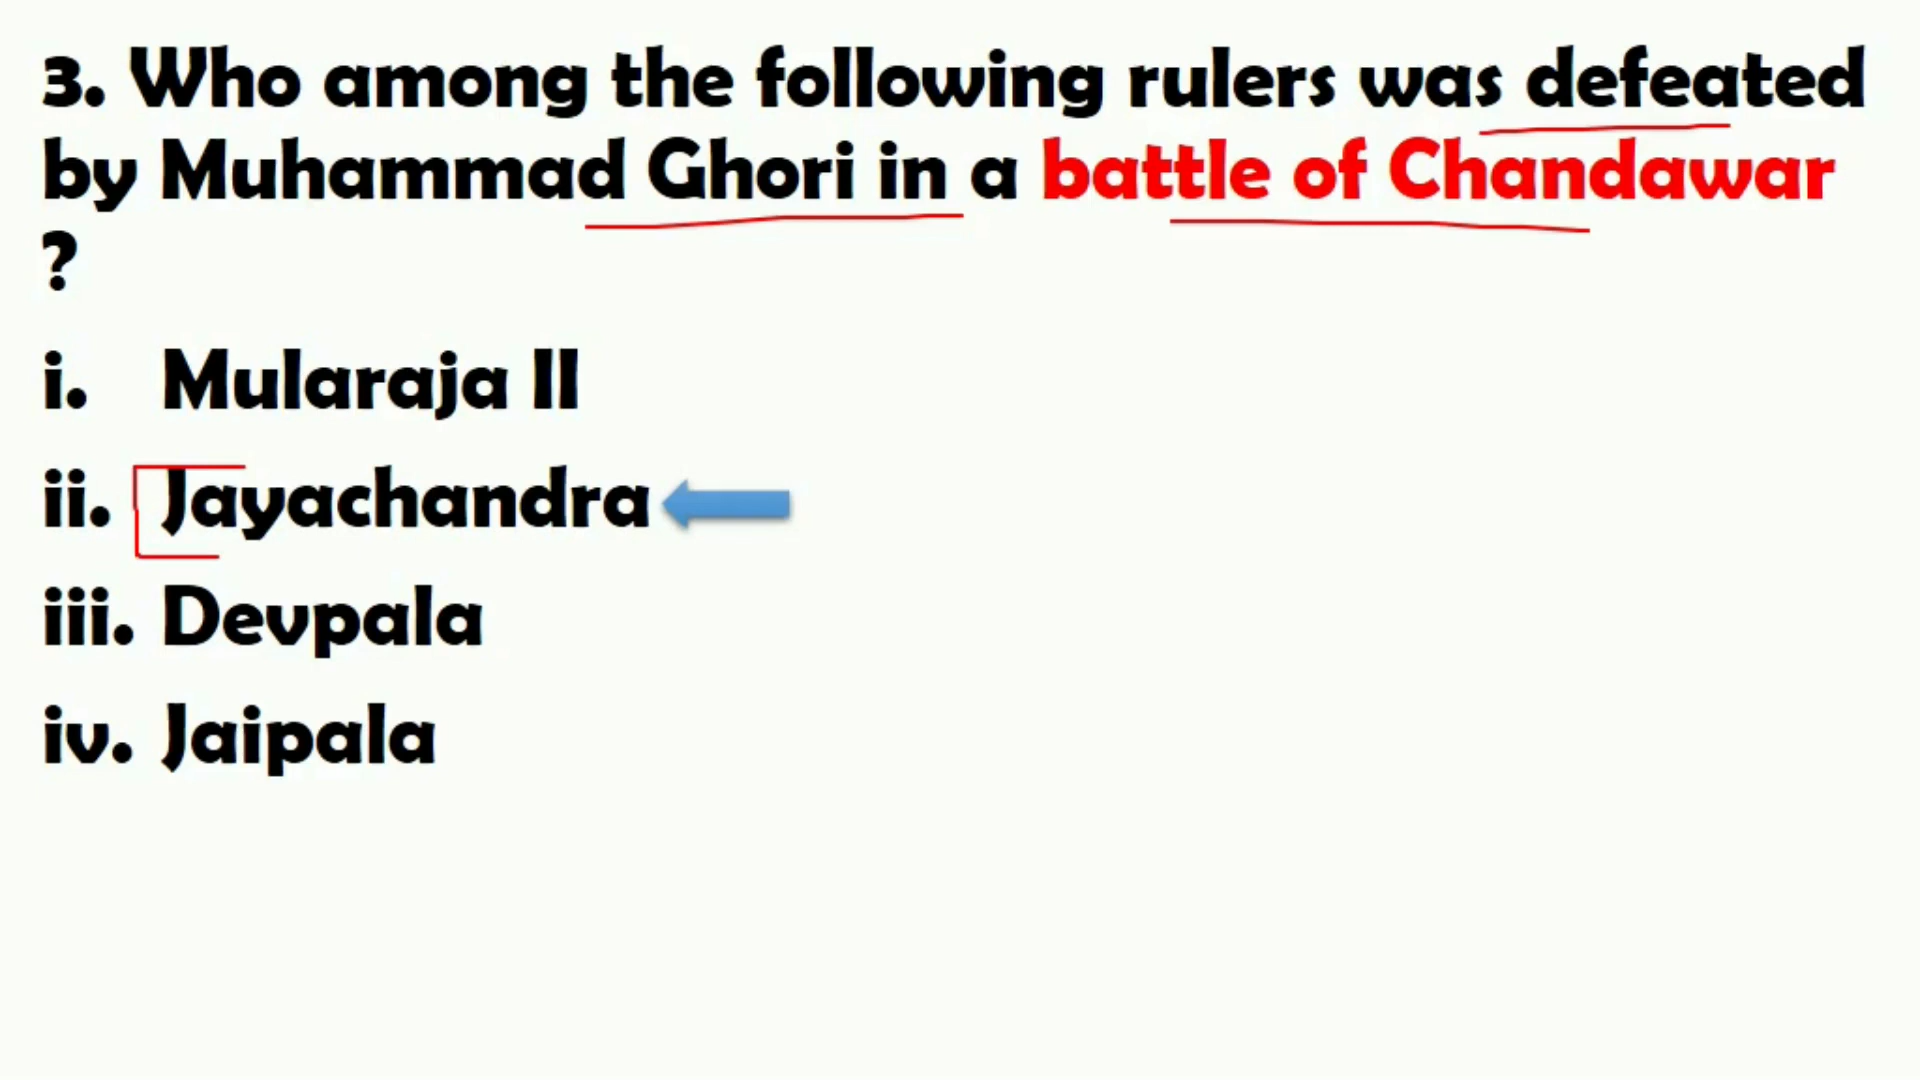 3. Who among the following rulers was defeated
by Muhammad Ghori in a battle of Chandawar
?
i. Mularaja II
ii. Jayachandra
iii. Devpala
iv. Jaipala